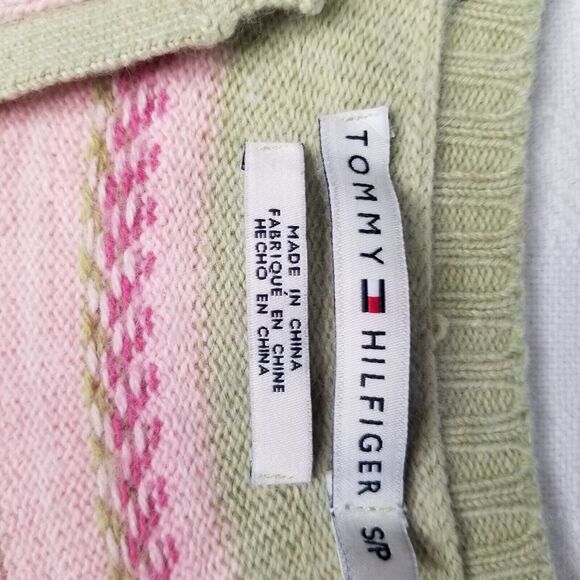 TOMMY HILFIGER
S/P
MADE IN CHINA
FABRIQUÉ EN CHINE
HECHO EN CHINA